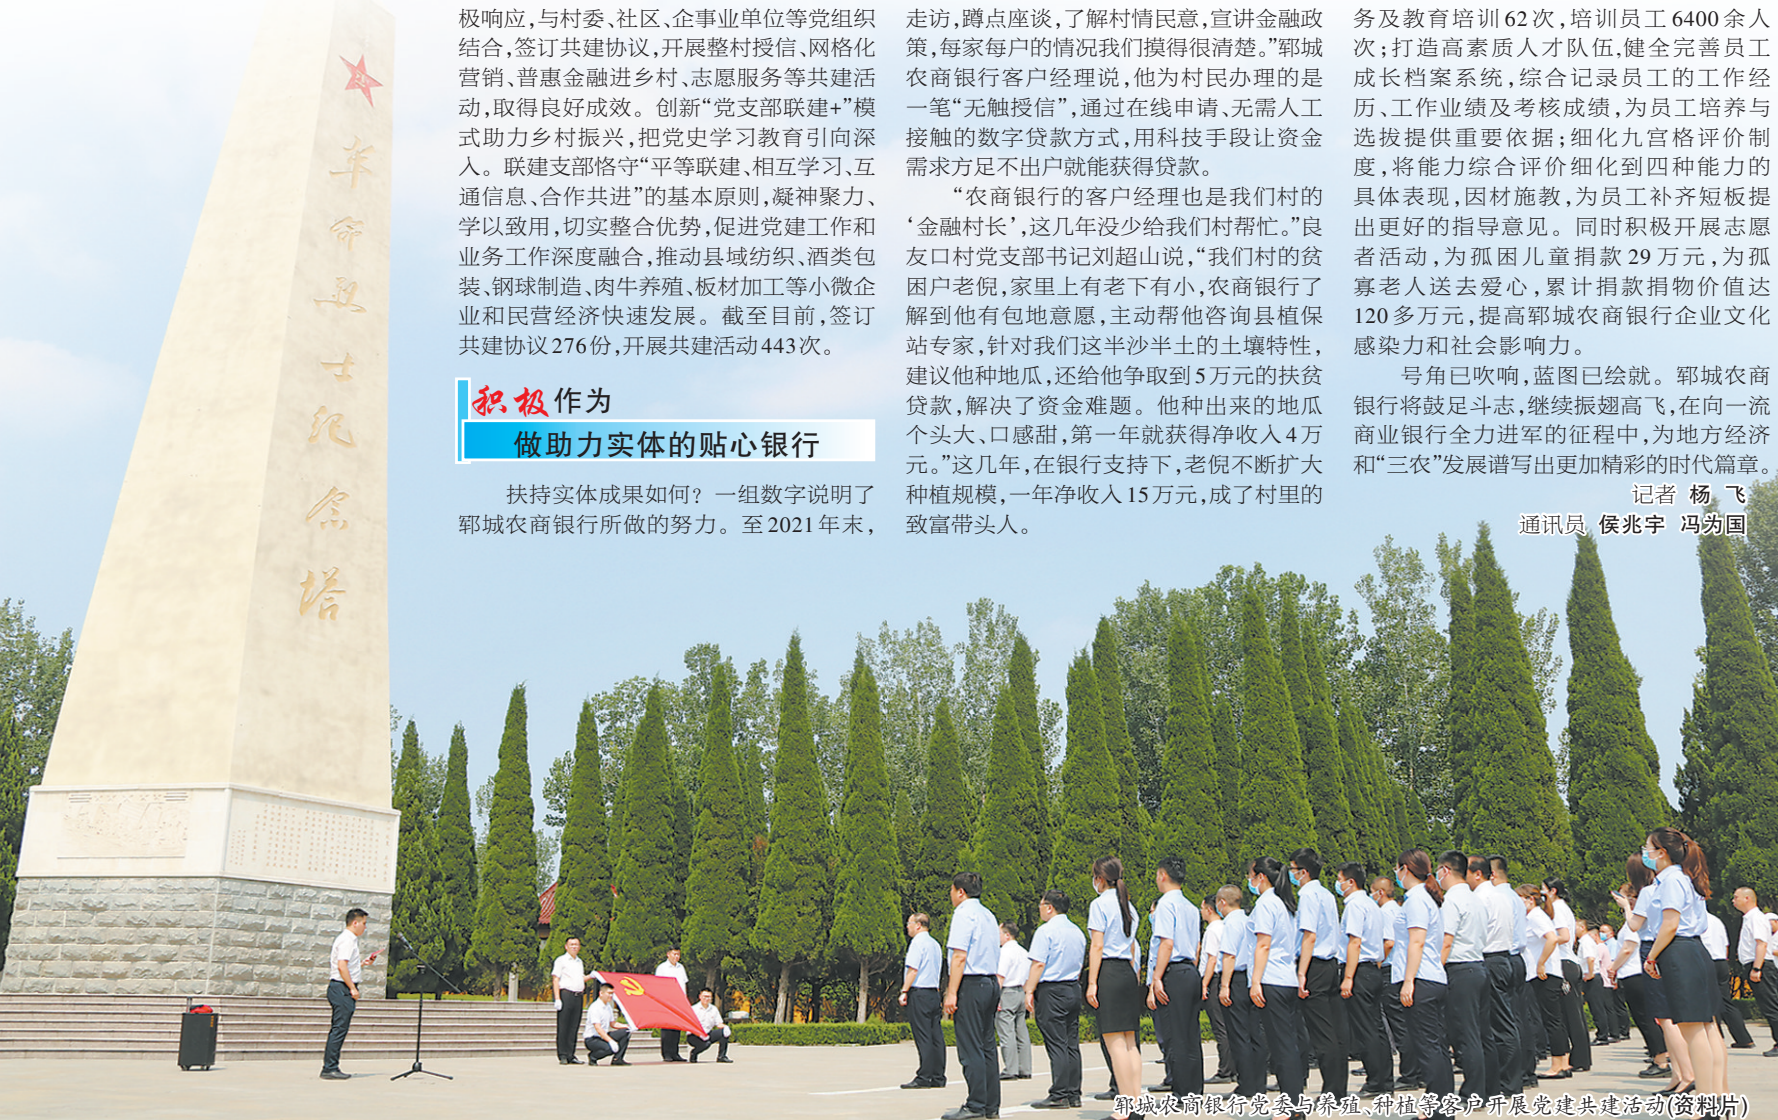 极响应,与村委、社区、企事业单位等党组织
结合,签订共建协议,开展整村授信、网格化
营销、普惠金融进乡村、志愿服务等共建活
动,取得良好成效。创新“党支部联建+”模
式助力乡村振兴,把党史学习教育引向深
入。联建支部恪守“平等联建、相互学习、互
通信息、合作共进”的基本原则,凝神聚力、
学以致用,切实整合优势,促进党建工作和
业务工作深度融合,推动县域纺织、酒类包
装、钢球制造、肉牛养殖、板材加工等小微企
业和民营经济快速发展。截至目前,签订
共建协议276份,开展共建活动443次。
积极作为
做助力实体的贴心银行
扶持实体成果如何?一组数字说明了
郓城农商银行所做的努力。至2021年末,
走访,蹲点座谈,了解村情民意,宣讲金融政
策,每家每户的情况我们摸得很清楚。”郓城
农商银行客户经理说,他为村民办理的是
一笔“无触授信”,通过在线申请、无需人工
接触的数字贷款方式,用科技手段让资金
需求方足不出户就能获得贷款。
“农商银行的客户经理也是我们村的
‘金融村长’,这几年没少给我们村帮忙。”良
友口村党支部书记刘超山说,“我们村的贫
困户老倪,家里上有老下有小,农商银行了
解到他有包地意愿,主动帮他咨询县植保
站专家,针对我们这半沙半土的土壤特性,
建议他种地瓜,还给他争取到5万元的扶贫
贷款,解决了资金难题。他种出来的地瓜
个头大、口感甜,第一年就获得净收入4万
元。”这几年,在银行支持下,老倪不断扩大
种植规模,一年净收入15万元,成了村里的
致富带头人。
务及教育培训62次,培训员工6400余人
次;打造高素质人才队伍,健全完善员工
成长档案系统,综合记录员工的工作经
历、工作业绩及考核成绩,为员工培养与
选拔提供重要依据;细化九宫格评价制
度,将能力综合评价细化到四种能力的
具体表现,因材施教,为员工补齐短板提
出更好的指导意见。同时积极开展志愿
者活动,为孤困儿童捐款29万元,为孤
寡老人送去爱心,累计捐款捐物价值达
120多万元,提高郓城农商银行企业文化
感染力和社会影响力。
号角已吹响,蓝图已绘就。郓城农商
银行将鼓足斗志,继续振翅高飞,在向一流
商业银行全力进军的征程中,为地方经济
和“三农”发展谱写出更加精彩的时代篇章。
记者 杨 飞
通讯员 侯兆宇 冯为国
革命烈士纪念塔
郓城农商银行党委与养殖、种植等客户开展党建共建活动(资料片)